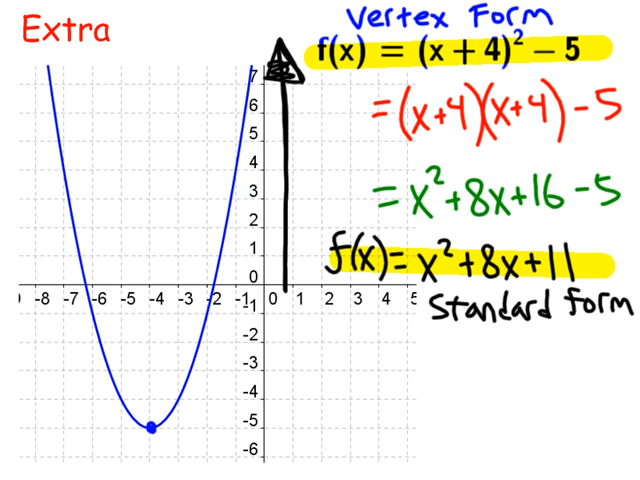 Extra
Vertex Form
f(x) = (x + 4)² − 5
= (x+4)(x+4) − 5
= x² + 8x + 16 − 5
f(x) = x² + 8x + 11
Standard form
7
6
5
4
3
2
1
0
-8 -7 -6 -5 -4 -3 -2 -1 0 1 2 3 4 5
-1
-2
-3
-4
-5
-6